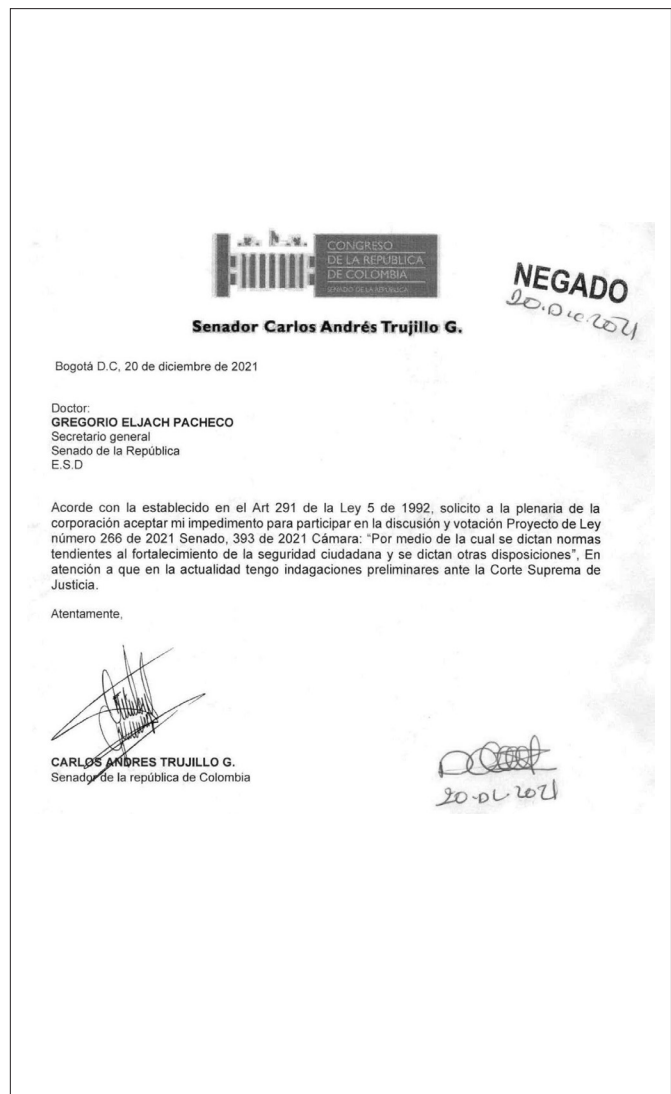 CONGRESO
DE LA REPÚBLICA
DE COLOMBIA
SENADO DE LA REPÚBLICA
NEGADO
20.Dic.2021
Senador Carlos Andrés Trujillo G.
Bogotá D.C, 20 de diciembre de 2021
Doctor:
GREGORIO ELJACH PACHECO
Secretario general
Senado de la República
E.S.D
Acorde con la establecido en el Art 291 de la Ley 5 de 1992, solicito a la plenaria de la
corporación aceptar mi impedimento para participar en la discusión y votación Proyecto de Ley
número 266 de 2021 Senado, 393 de 2021 Cámara: “Por medio de la cual se dictan normas
tendientes al fortalecimiento de la seguridad ciudadana y se dictan otras disposiciones”, En
atención a que en la actualidad tengo indagaciones preliminares ante la Corte Suprema de
Justicia.
Atentamente,
CARLOS ANDRES TRUJILLO G.
Senador de la república de Colombia
20-DC-2021